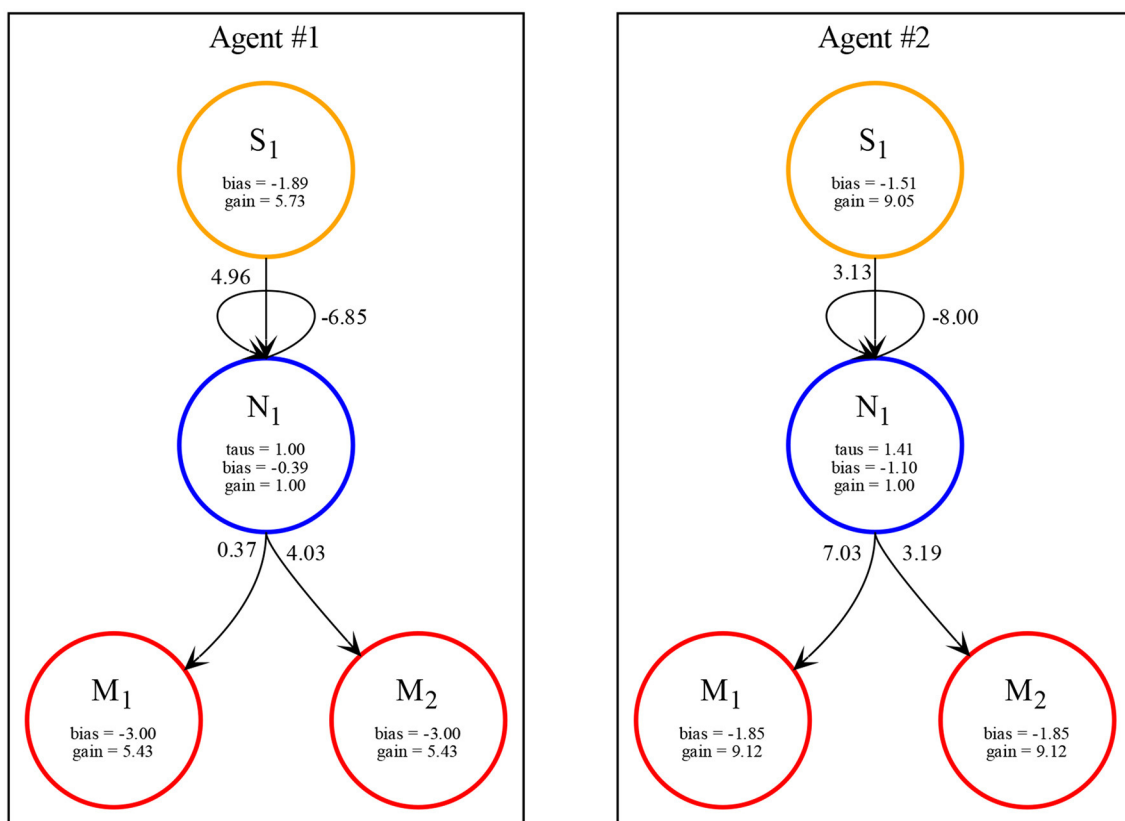 Agent #1
S1
bias = -1.89
gain = 5.73
4.96
-6.85
N1
taus = 1.00
bias = -0.39
gain = 1.00
0.37
4.03
M1
bias = -3.00
gain = 5.43
M2
bias = -3.00
gain = 5.43
Agent #2
S1
bias = -1.51
gain = 9.05
3.13
-8.00
N1
taus = 1.41
bias = -1.10
gain = 1.00
7.03
3.19
M1
bias = -1.85
gain = 9.12
M2
bias = -1.85
gain = 9.12